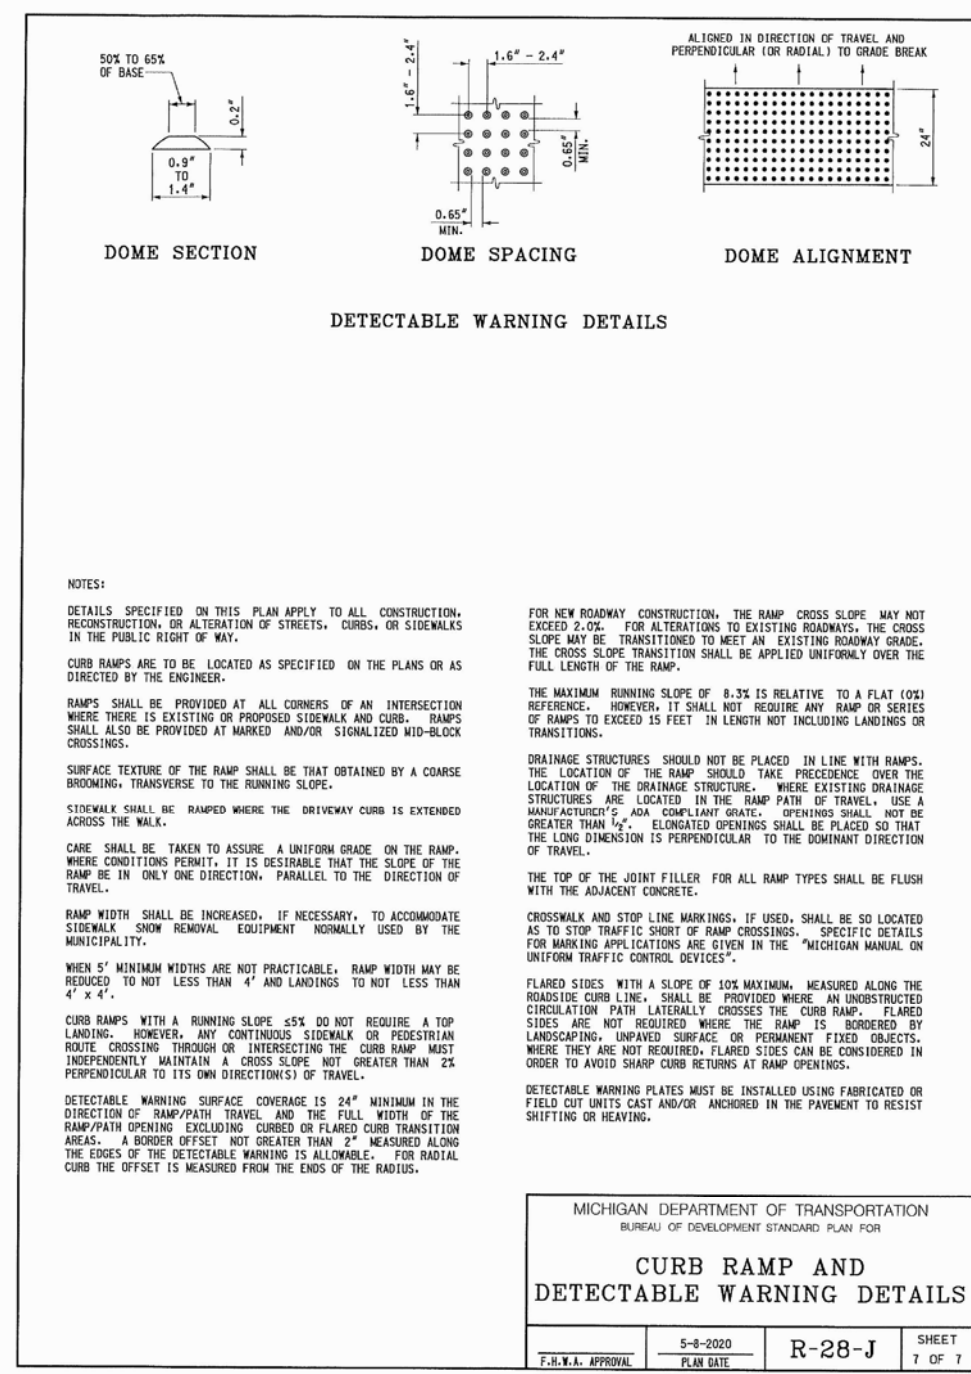 50% TO 65%
OF BASE
0.2"
0.9"
TO
1.4"
DOME SECTION
1.6" - 2.4"
1.6" - 2.4"
0.65"
MIN.
0.65"
MIN.
DOME SPACING
ALIGNED IN DIRECTION OF TRAVEL AND
PERPENDICULAR (OR RADIAL) TO GRADE BREAK
24"
DOME ALIGNMENT
DETECTABLE WARNING DETAILS
NOTES:
DETAILS SPECIFIED ON THIS PLAN APPLY TO ALL CONSTRUCTION,
RECONSTRUCTION, OR ALTERATION OF STREETS, CURBS, OR SIDEWALKS
IN THE PUBLIC RIGHT OF WAY.
CURB RAMPS ARE TO BE LOCATED AS SPECIFIED ON THE PLANS OR AS
DIRECTED BY THE ENGINEER.
RAMPS SHALL BE PROVIDED AT ALL CORNERS OF AN INTERSECTION
WHERE THERE IS EXISTING OR PROPOSED SIDEWALK AND CURB. RAMPS
SHALL ALSO BE PROVIDED AT MARKED AND/OR SIGNALIZED MID-BLOCK
CROSSINGS.
SURFACE TEXTURE OF THE RAMP SHALL BE THAT OBTAINED BY A COARSE
BROOMING, TRANSVERSE TO THE RUNNING SLOPE.
SIDEWALK SHALL BE RAMPED WHERE THE DRIVEWAY CURB IS EXTENDED
ACROSS THE WALK.
CARE SHALL BE TAKEN TO ASSURE A UNIFORM GRADE ON THE RAMP.
WHERE CONDITIONS PERMIT, IT IS DESIRABLE THAT THE SLOPE OF THE
RAMP BE IN ONLY ONE DIRECTION, PARALLEL TO THE DIRECTION OF
TRAVEL.
RAMP WIDTH SHALL BE INCREASED, IF NECESSARY, TO ACCOMMODATE
SIDEWALK SNOW REMOVAL EQUIPMENT NORMALLY USED BY THE
MUNICIPALITY.
WHEN 5' MINIMUM WIDTHS ARE NOT PRACTICABLE, RAMP WIDTH MAY BE
REDUCED TO NOT LESS THAN 4' AND LANDINGS TO NOT LESS THAN
4' x 4'.
CURB RAMPS WITH A RUNNING SLOPE ≤5% DO NOT REQUIRE A TOP
LANDING. HOWEVER, ANY CONTINUOUS SIDEWALK OR PEDESTRIAN
ROUTE CROSSING THROUGH OR INTERSECTING THE CURB RAMP MUST
INDEPENDENTLY MAINTAIN A CROSS SLOPE NOT GREATER THAN 2%
PERPENDICULAR TO ITS OWN DIRECTION(S) OF TRAVEL.
DETECTABLE WARNING SURFACE COVERAGE IS 24" MINIMUM IN THE
DIRECTION OF RAMP/PATH TRAVEL AND THE FULL WIDTH OF THE
RAMP/PATH OPENING EXCLUDING CURBED OR FLARED CURB TRANSITION
AREAS. A BORDER OFFSET NOT GREATER THAN 2" MEASURED ALONG
THE EDGES OF THE DETECTABLE WARNING IS ALLOWABLE. FOR RADIAL
CURB THE OFFSET IS MEASURED FROM THE ENDS OF THE RADIUS.
FOR NEW ROADWAY CONSTRUCTION, THE RAMP CROSS SLOPE MAY NOT
EXCEED 2.0%. FOR ALTERATIONS TO EXISTING ROADWAYS, THE CROSS
SLOPE MAY BE TRANSITIONED TO MEET AN EXISTING ROADWAY GRADE.
THE CROSS SLOPE TRANSITION SHALL BE APPLIED UNIFORMLY OVER THE
FULL LENGTH OF THE RAMP.
THE MAXIMUM RUNNING SLOPE OF 8.3% IS RELATIVE TO A FLAT (0%)
REFERENCE. HOWEVER, IT SHALL NOT REQUIRE ANY RAMP OR SERIES
OF RAMPS TO EXCEED 15 FEET IN LENGTH NOT INCLUDING LANDINGS OR
TRANSITIONS.
DRAINAGE STRUCTURES SHOULD NOT BE PLACED IN LINE WITH RAMPS.
THE LOCATION OF THE RAMP SHOULD TAKE PRECEDENCE OVER THE
LOCATION OF THE DRAINAGE STRUCTURE. WHERE EXISTING DRAINAGE
STRUCTURES ARE LOCATED IN THE RAMP PATH OF TRAVEL, USE A
MANUFACTURER'S ADA COMPLIANT GRATE. OPENINGS SHALL NOT BE
GREATER THAN 1/2". ELONGATED OPENINGS SHALL BE PLACED SO THAT
THE LONG DIMENSION IS PERPENDICULAR TO THE DOMINANT DIRECTION
OF TRAVEL.
THE TOP OF THE JOINT FILLER FOR ALL RAMP TYPES SHALL BE FLUSH
WITH THE ADJACENT CONCRETE.
CROSSWALK AND STOP LINE MARKINGS, IF USED, SHALL BE SO LOCATED
AS TO STOP TRAFFIC SHORT OF RAMP CROSSINGS. SPECIFIC DETAILS
FOR MARKING APPLICATIONS ARE GIVEN IN THE "MICHIGAN MANUAL ON
UNIFORM TRAFFIC CONTROL DEVICES".
FLARED SIDES WITH A SLOPE OF 10% MAXIMUM, MEASURED ALONG THE
ROADSIDE CURB LINE, SHALL BE PROVIDED WHERE AN UNOBSTRUCTED
CIRCULATION PATH LATERALLY CROSSES THE CURB RAMP. FLARED
SIDES ARE NOT REQUIRED WHERE THE RAMP IS BORDERED BY
LANDSCAPING, UNPAVED SURFACE OR PERMANENT FIXED OBJECTS.
WHERE THEY ARE NOT REQUIRED, FLARED SIDES CAN BE CONSIDERED IN
ORDER TO AVOID SHARP CURB RETURNS AT RAMP OPENINGS.
DETECTABLE WARNING PLATES MUST BE INSTALLED USING FABRICATED OR
FIELD CUT UNITS CAST AND/OR ANCHORED IN THE PAVEMENT TO RESIST
SHIFTING OR HEAVING.
MICHIGAN DEPARTMENT OF TRANSPORTATION
BUREAU OF DEVELOPMENT STANDARD PLAN FOR
CURB RAMP AND
DETECTABLE WARNING DETAILS
F.H.W.A. APPROVAL
5-8-2020
PLAN DATE
R-28-J
SHEET
7 OF 7